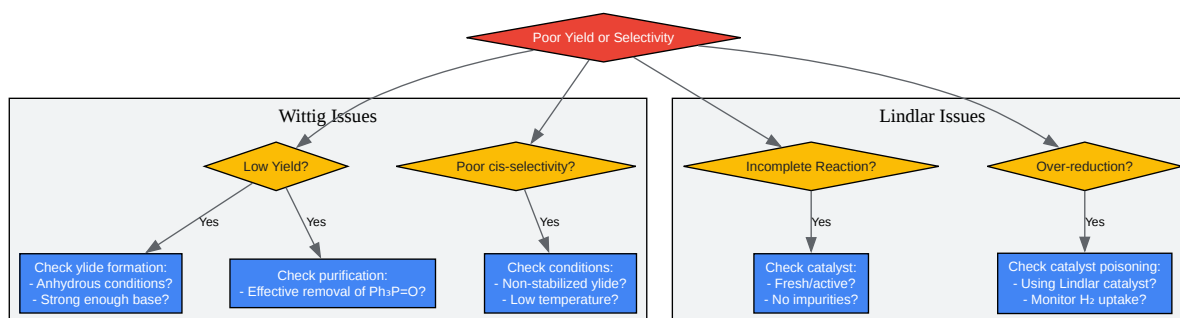 Poor Yield or Selectivity
Wittig Issues
Lindlar Issues
Low Yield?
Poor cis-selectivity?
Incomplete Reaction?
Over-reduction?
Yes
Yes
Yes
Yes
Yes
Check ylide formation:
- Anhydrous conditions?
- Strong enough base?
Check purification:
- Effective removal of Ph₃P=O?
Check conditions:
- Non-stabilized ylide?
- Low temperature?
Check catalyst:
- Fresh/active?
- No impurities?
Check catalyst poisoning:
- Using Lindlar catalyst?
- Monitor H₂ uptake?